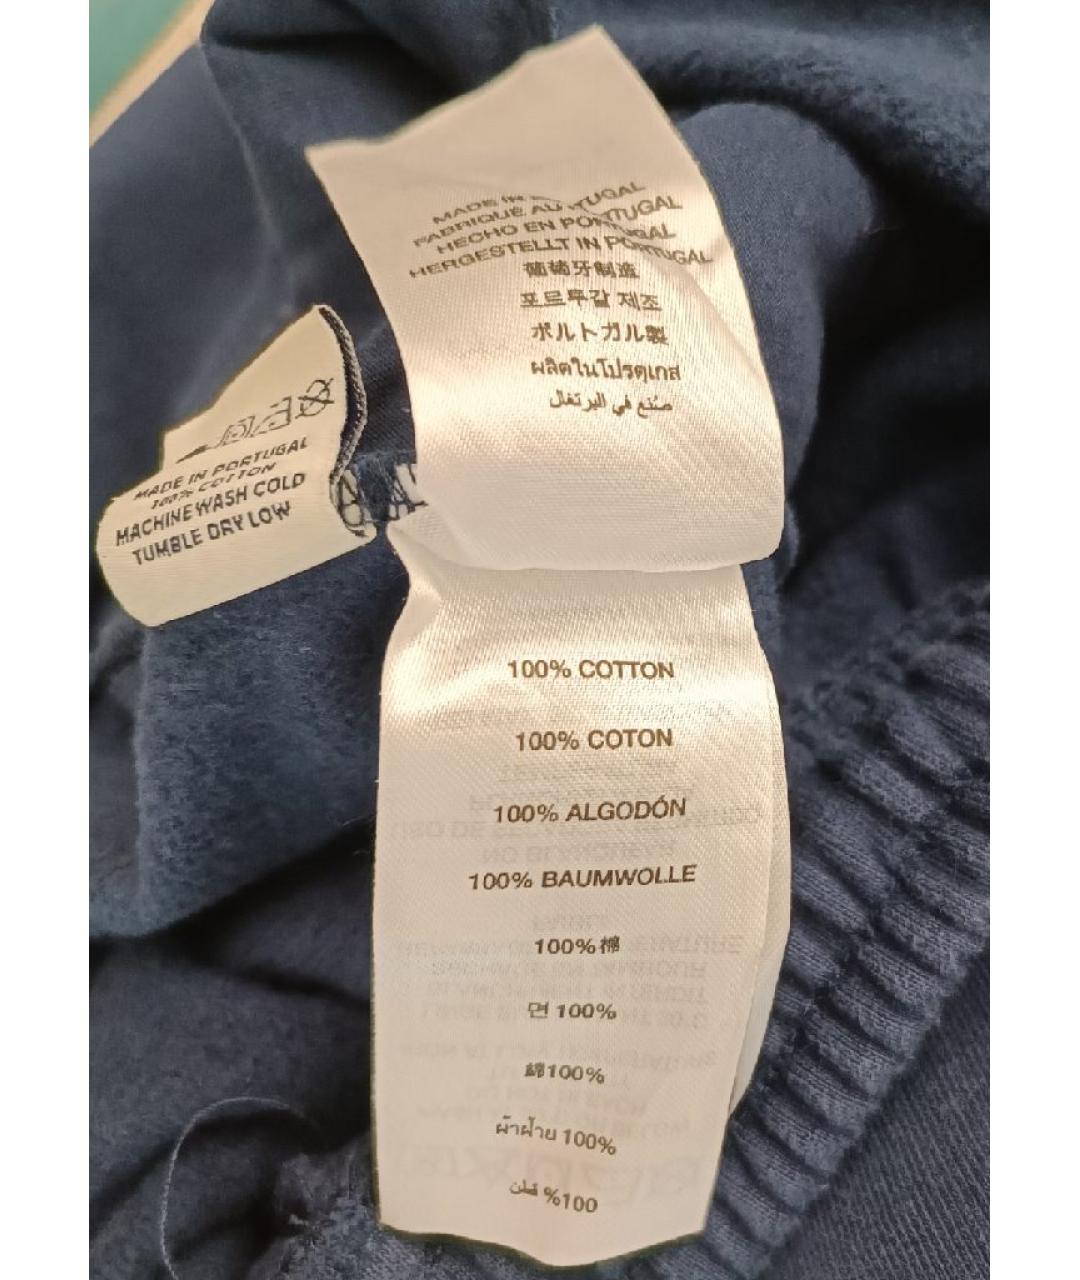 MADE IN PORTUGAL
FABRIQUÉ AU PORTUGAL
HECHO EN PORTUGAL
HERGESTELLT IN PORTUGAL
葡萄牙制造
포르투갈 제조
ポルトガル製
ผลิตในโปรตุเกส
صُنع في البرتغال
MADE IN PORTUGAL
100% COTTON
MACHINE WASH COLD
TUMBLE DRY LOW
100% COTTON
100% COTON
100% ALGODÓN
100% BAUMWOLLE
100%棉
면 100%
綿100%
ผ้าฝ้าย 100%
100% قطن